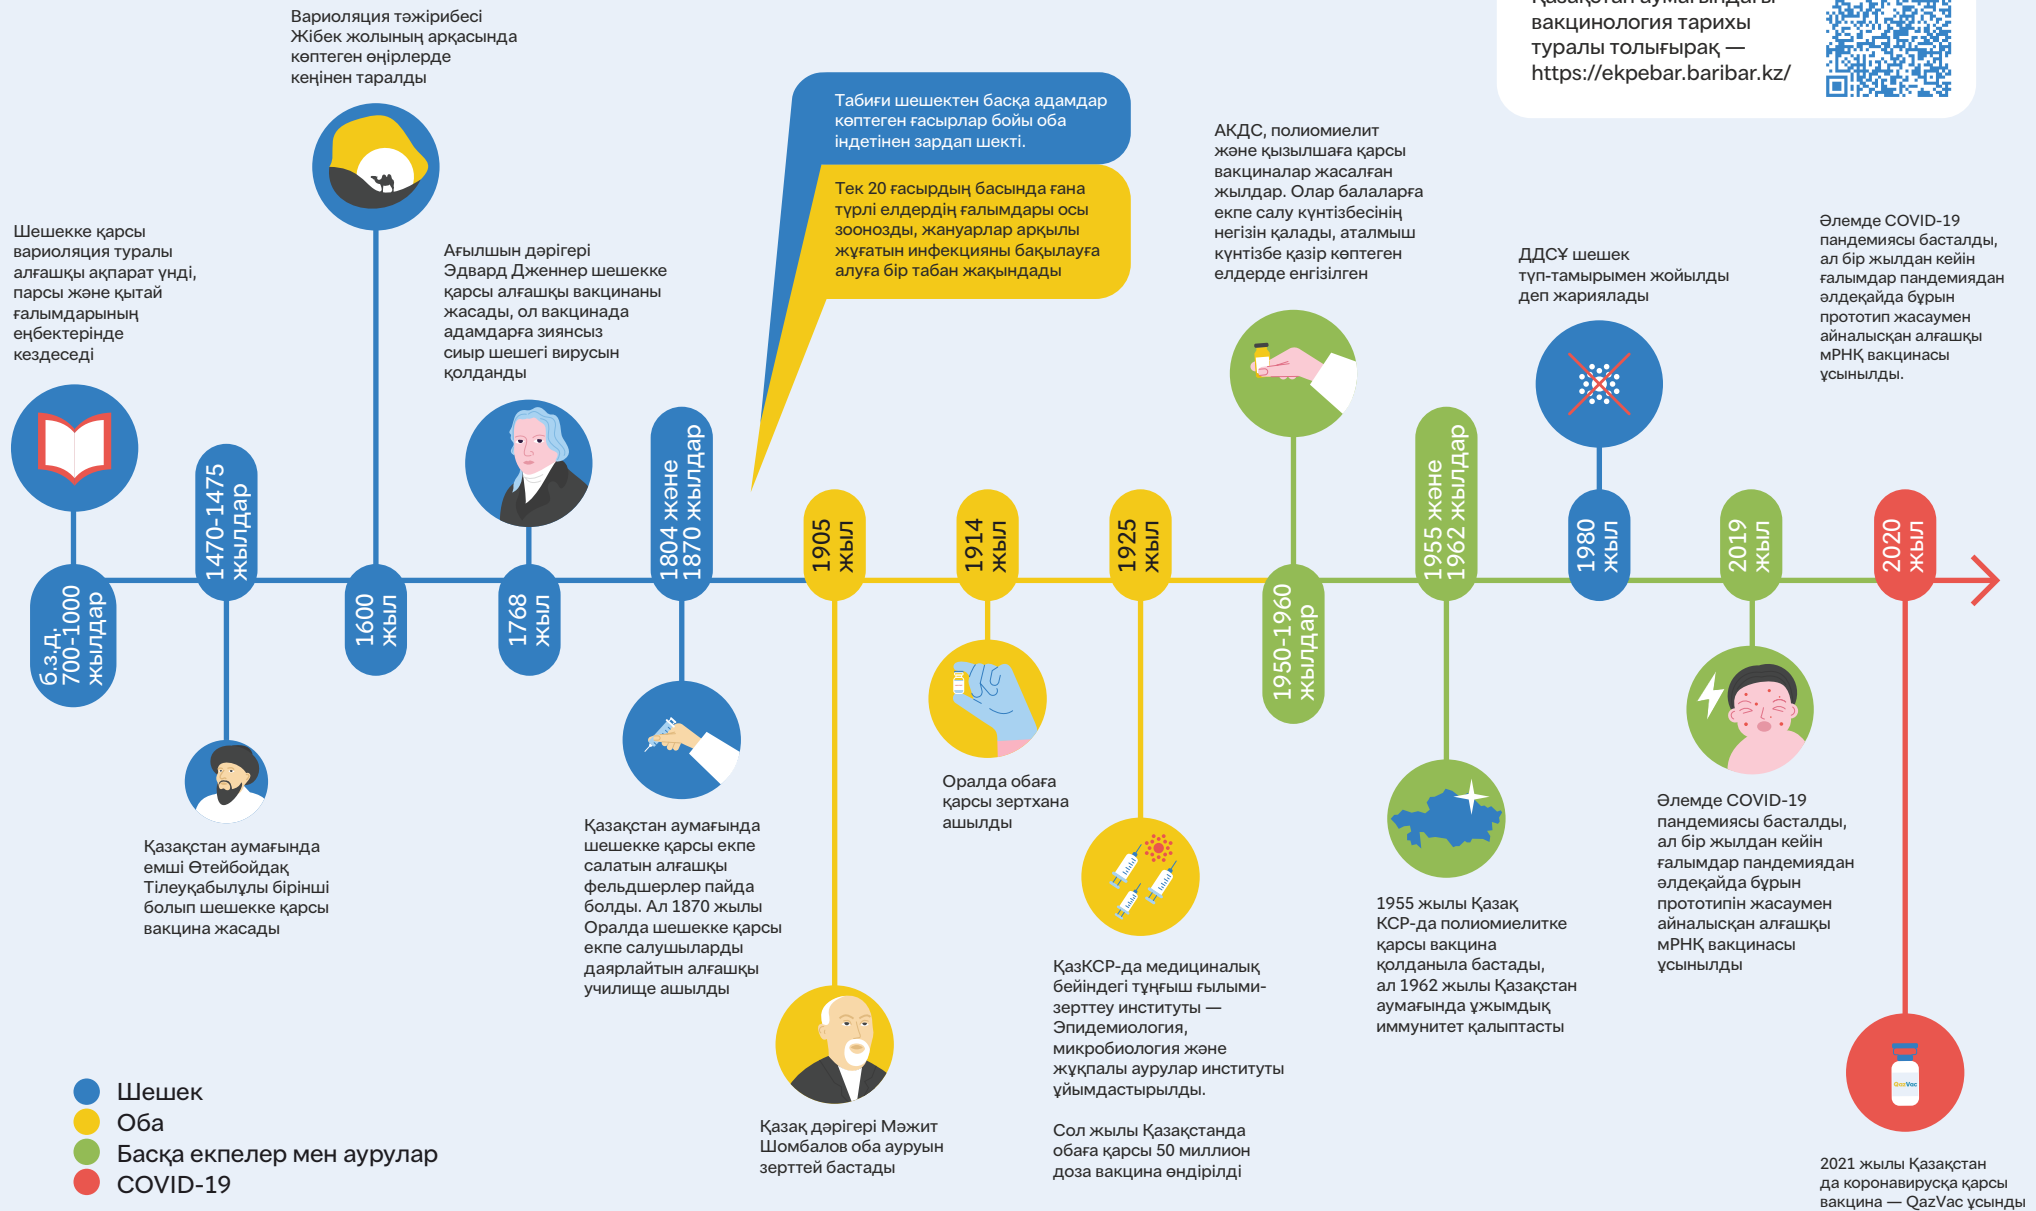 Вариоляция тәжірибесі
Жібек жолының арқасында
көптеген өңірлерде
кеңінен таралды
вакцинология тарихы
туралы толығырақ —
https://ekpebar.baribar.kz/
Табиғи шешектен басқа адамдар
көптеген ғасырлар бойы оба
індетінен зардап шекті.
Тек 20 ғасырдың басында ғана
түрлі елдердің ғалымдары осы
зоонозды, жануарлар арқылы
жұғатын инфекцияны бақылауға
алуға бір табан жақындады
Шешекке қарсы
вариоляция туралы
алғашқы ақпарат үнді,
парсы және қытай
ғалымдарының
еңбектерінде
кездеседі
Ағылшын дәрігері
Эдвард Дженнер шешекке
қарсы алғашқы вакцинаны
жасады, ол вакцинада
адамдарға зиянсыз
сиыр шешегі вирусын
қолданды
АКДС, полиомиелит
және қызылшаға қарсы
вакциналар жасалған
жылдар. Олар балаларға
екпе салу күнтізбесінің
негізін қалады, аталмыш
күнтізбе қазір көптеген
елдерде енгізілген
ДДСҰ шешек
түп-тамырымен жойылды
деп жариялады
Әлемде COVID-19
пандемиясы басталды,
ал бір жылдан кейін
ғалымдар пандемиядан
әлдеқайда бұрын
прототип жасаумен
айналысқан алғашқы
мРНҚ вакцинасы
ұсынылды.
б.з.д.
700-1000
жылдар
1470-1475
жылдар
1600
жыл
1768
жыл
1804 және
1870 жылдар
1905
жыл
1914
жыл
1925
жыл
1950-1960
жылдар
1955 және
1962 жылдар
1980
жыл
2019
жыл
2020
жыл
Қазақстан аумағында
емші Өтейбойдақ
Тілеуқабылұлы бірінші
болып шешекке қарсы
вакцина жасады
Қазақстан аумағында
шешекке қарсы екпе
салатын алғашқы
фельдшерлер пайда
болды. Ал 1870 жылы
Оралда шешекке қарсы
екпе салушыларды
даярлайтын алғашқы
училище ашылды
Қазақ дәрігері Мәжит
Шомбалов оба ауруын
зерттей бастады
Оралда обаға
қарсы зертхана
ашылды
ҚазКСР-да медициналық
бейіндегі тұңғыш ғылыми-
зерттеу институты —
Эпидемиология,
микробиология және
жұқпалы аурулар институты
ұйымдастырылды.
Сол жылы Қазақстанда
обаға қарсы 50 миллион
доза вакцина өндірілді
1955 жылы Қазақ
КСР-да полиомиелитке
қарсы вакцина
қолданыла бастады,
ал 1962 жылы Қазақстан
аумағында ұжымдық
иммунитет қалыптасты
Әлемде COVID-19
пандемиясы басталды,
ал бір жылдан кейін
ғалымдар пандемиядан
әлдеқайда бұрын
прототипін жасаумен
айналысқан алғашқы
мРНҚ вакцинасы
ұсынылды
QazVac
2021 жылы Қазақстан
да коронавирусқа қарсы
вакцина — QazVac ұсынды
Шешек
Оба
Басқа екпелер мен аурулар
COVID-19